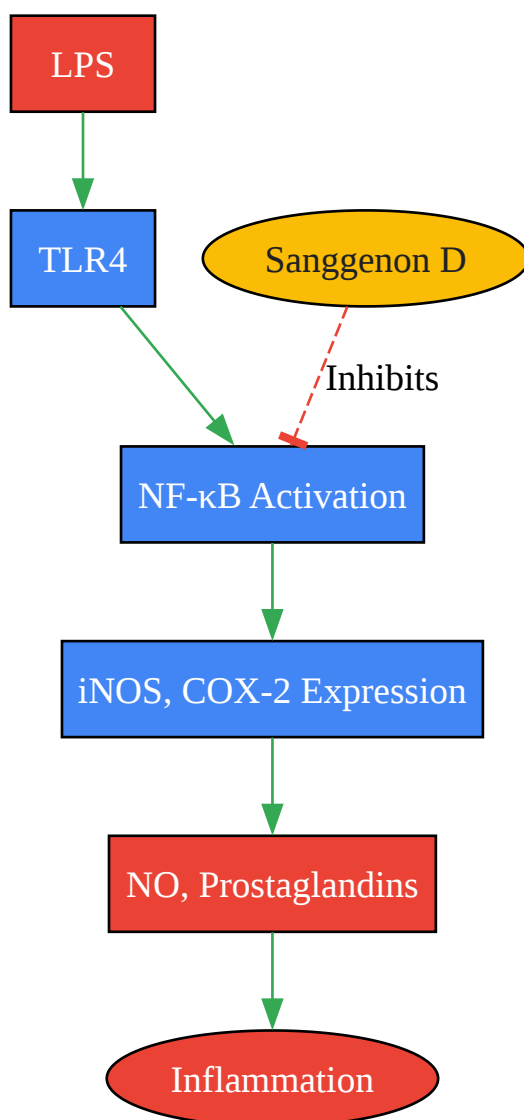 LPS
TLR4
Sanggenon D
Inhibits
NF-κB Activation
iNOS, COX-2 Expression
NO, Prostaglandins
Inflammation